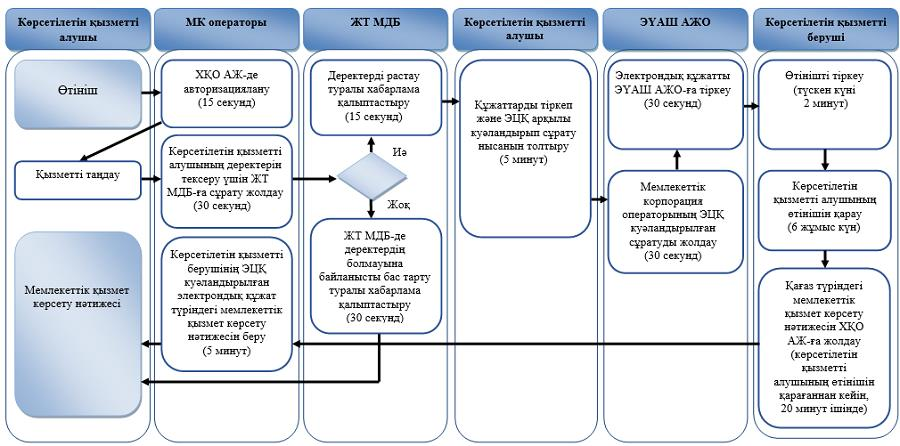 Көрсетілетін қызметті
алушы
МК операторы
ЖТ МДБ
Көрсетілетін қызметті
алушы
ЭҮАШ АЖО
Көрсетілетін қызметті
беруші
Өтініш
Қызметті таңдау
Мемлекеттік қызмет
көрсету нәтижесі
ХҚО АЖ-де
авторизациялану
(15 секунд)
Көрсетілетін қызметті
алушының деректерін
тексеру үшін ЖТ
МДБ-ға сұрату жолдау
(30 секунд)
Көрсетілетін қызметті
берушінің ЭЦҚ
куәландырылған
электрондық құжат
түріндегі мемлекеттік
қызмет көрсету
нәтижесін беру
(5 минут)
Деректерді растау
туралы хабарлама
қалыптастыру
(15 секунд)
Иә
Жоқ
ЖТ МДБ-де
деректердің
болмауына
байланысты бас тарту
туралы хабарлама
қалыптастыру
(30 секунд)
Құжаттарды тіркеп
және ЭЦҚ арқылы
куәландырып сұрату
нысанын толтыру
(5 минут)
Электрондық құжатты
ЭҮАШ АЖО-ға тіркеу
(30 секунд)
Мемлекеттік
корпорация
операторының ЭЦҚ
куәландырылған
сұратуды жолдау
(30 секунд)
Өтінішті тіркеу
(түскен күні
2 минут)
Көрсетілетін
қызметті алушының
өтінішін қарау
(6 жұмыс күн)
Қағаз түріндегі
мемлекеттік
қызмет көрсету
нәтижесін ХҚО
АЖ-ға жолдау
(көрсетілетін
қызметті
алушының өтінішін
қарағаннан кейін,
20 минут ішінде)